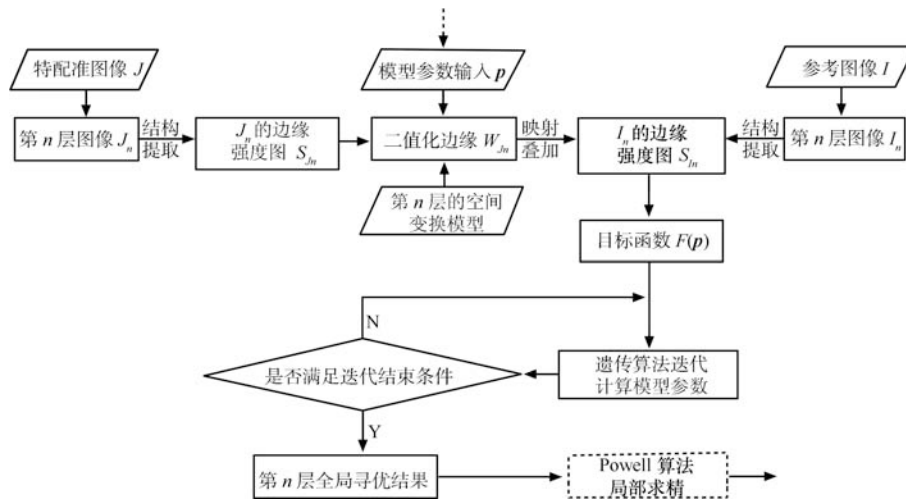 特配准图像 J
模型参数输入 p
参考图像 I
第 n 层图像 Jn
结构
提取
Jn 的边缘
强度图 SJn
二值化边缘 WJn
映射
叠加
In 的边缘
强度图 SIn
结构
提取
第 n 层图像 In
第 n 层的空间
变换模型
目标函数 F(p)
N
是否满足迭代结束条件
遗传算法迭代
计算模型参数
Y
第 n 层全局寻优结果
Powell 算法
局部求精